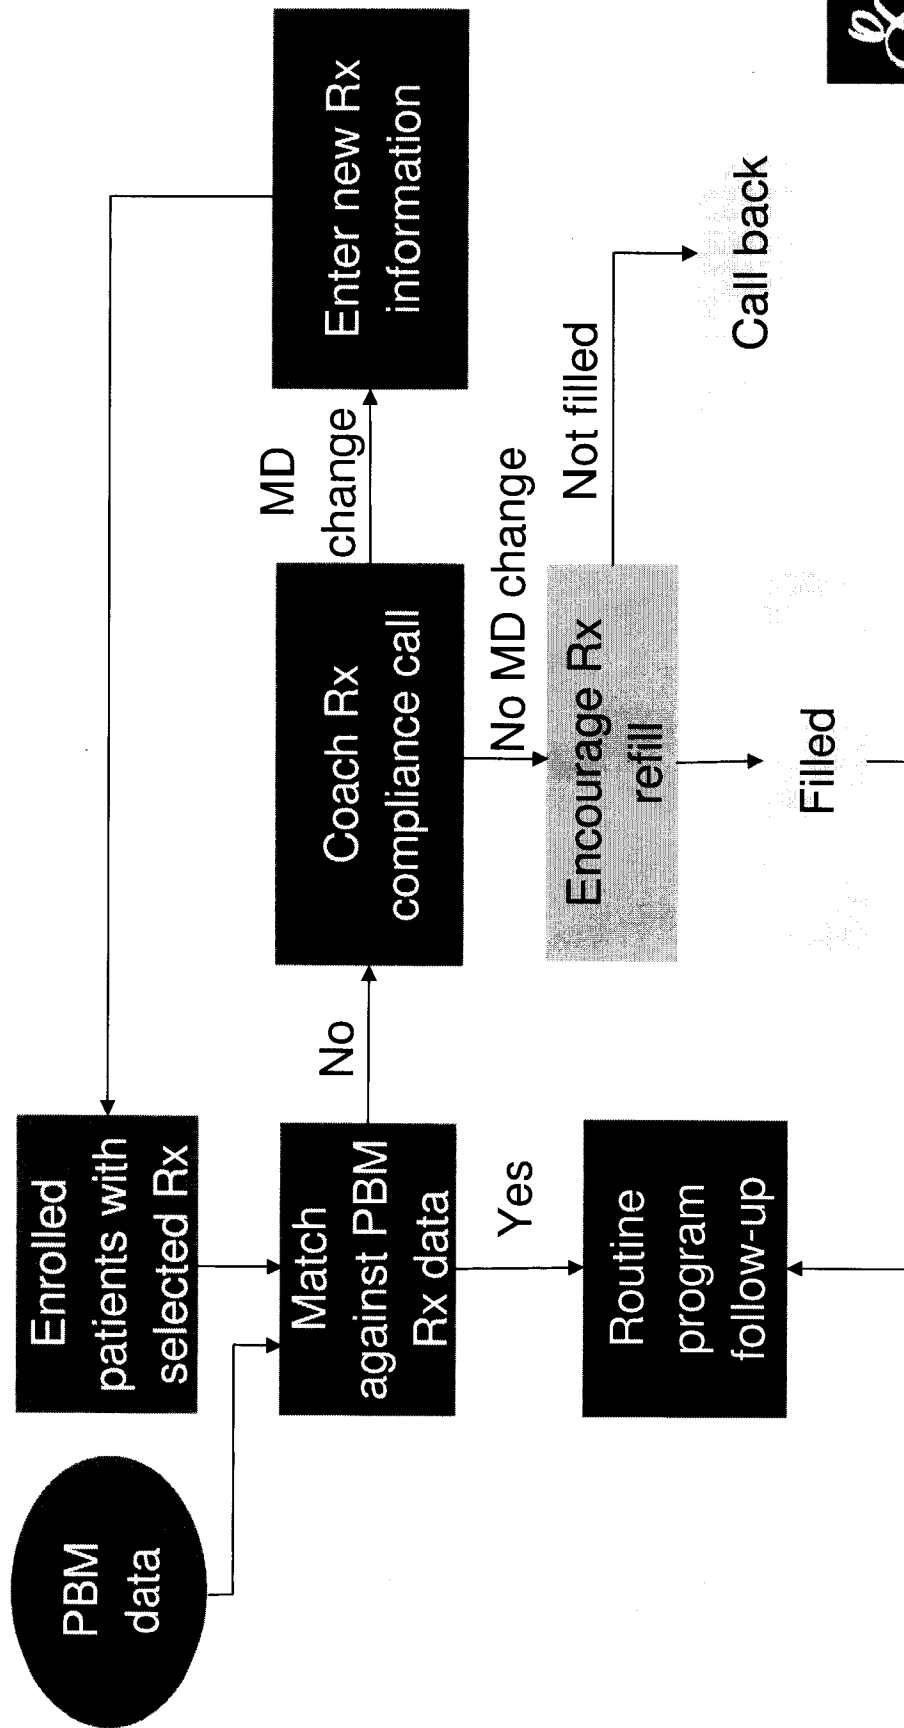 PBM
data
Enrolled
patients with
selected Rx
Match
against PBM
Rx data
No
Yes
Routine
program
follow-up
Coach Rx
compliance call
MD
change
Enter new Rx
information
No MD change
Encourage Rx
refill
Not filled
Call back
Filled